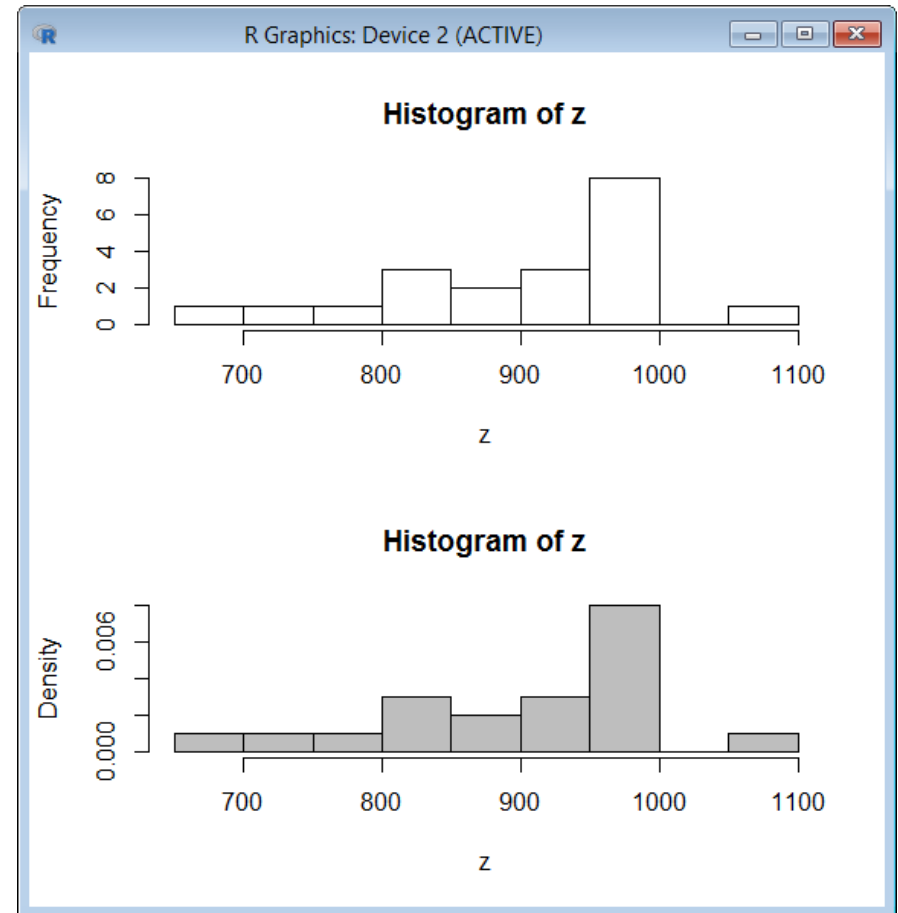 R Graphics: Device 2 (ACTIVE)
Histogram of z
Frequency
8
6
4
2
0
700 800 900 1000 1100
z
Histogram of z
Density
0.006
0.000
700 800 900 1000 1100
z